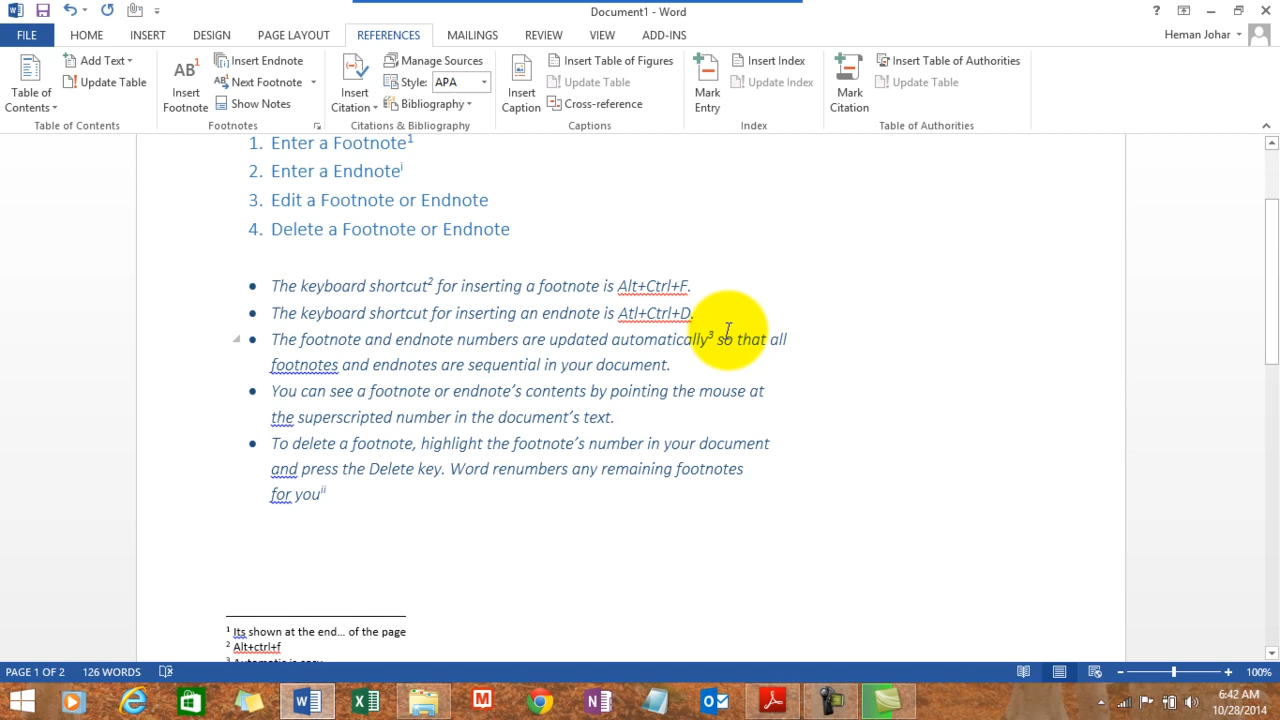 Document1 - Word
Heman Johar
FILE HOME INSERT DESIGN PAGE LAYOUT REFERENCES MAILINGS REVIEW VIEW ADD-INS
Table of Contents
Add Text
Update Table
Table of Contents
AB¹
Insert Footnote
Insert Endnote
Next Footnote
Show Notes
Footnotes
Insert Citation
Manage Sources
Style: APA
Bibliography
Citations & Bibliography
Insert Caption
Insert Table of Figures
Update Table
Cross-reference
Captions
Mark Entry
Insert Index
Update Index
Index
Mark Citation
Insert Table of Authorities
Update Table
Table of Authorities
1. Enter a Footnote¹
2. Enter a Endnoteⁱ
3. Edit a Footnote or Endnote
4. Delete a Footnote or Endnote
• The keyboard shortcut² for inserting a footnote is Alt+Ctrl+F.
• The keyboard shortcut for inserting an endnote is Atl+Ctrl+D.
• The footnote and endnote numbers are updated automatically³ so that all
footnotes and endnotes are sequential in your document.
• You can see a footnote or endnote’s contents by pointing the mouse at
the superscripted number in the document’s text.
• To delete a footnote, highlight the footnote’s number in your document
and press the Delete key. Word renumbers any remaining footnotes
for youⁱⁱ
¹ Its shown at the end... of the page
² Alt+ctrl+f
³ Automatic is easy
PAGE 1 OF 2 126 WORDS 100%
6:42 AM
10/28/2014